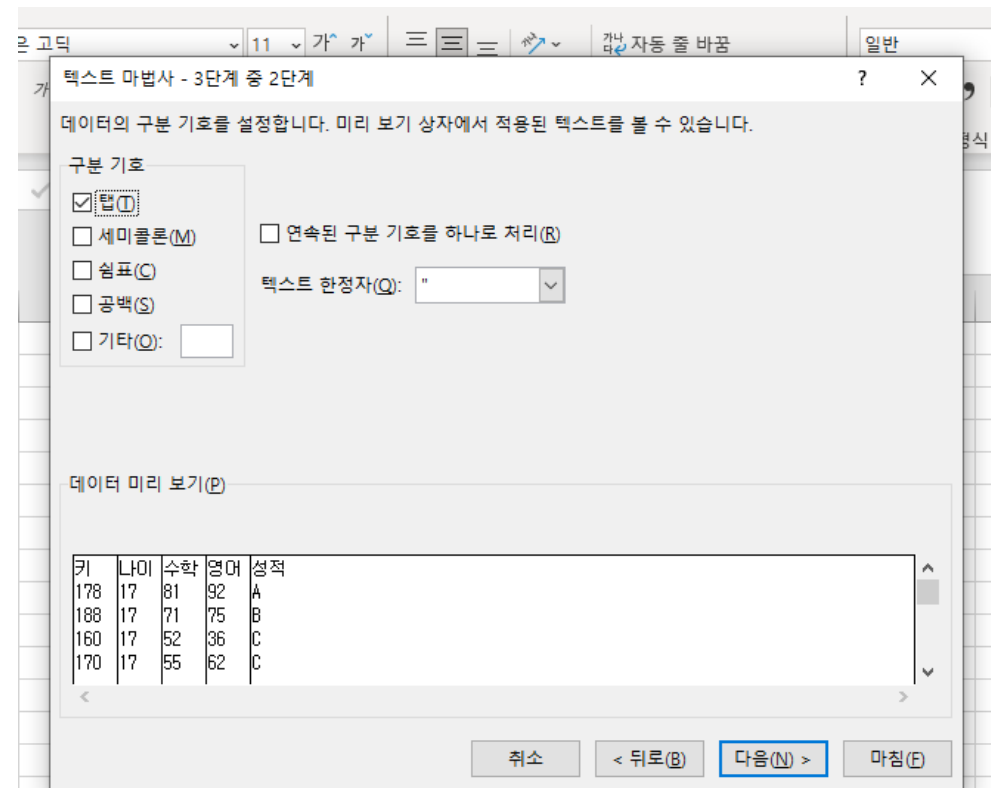 은 고딕 11 가 가 가나다 자동 줄 바꿈 일반
텍스트 마법사 - 3단계 중 2단계 ? ×
가
데이터의 구분 기호를 설정합니다. 미리 보기 상자에서 적용된 텍스트를 볼 수 있습니다.
형식
구분 기호
탭(T)
세미콜론(M)
연속된 구분 기호를 하나로 처리(R)
쉼표(C)
텍스트 한정자(Q): "
공백(S)
기타(O):
데이터 미리 보기(P)
키 나이 수학 영어 성적
178 17 81 92 A
188 17 71 75 B
160 17 52 36 C
170 17 55 62 C
취소 < 뒤로(B) 다음(N) > 마침(F)